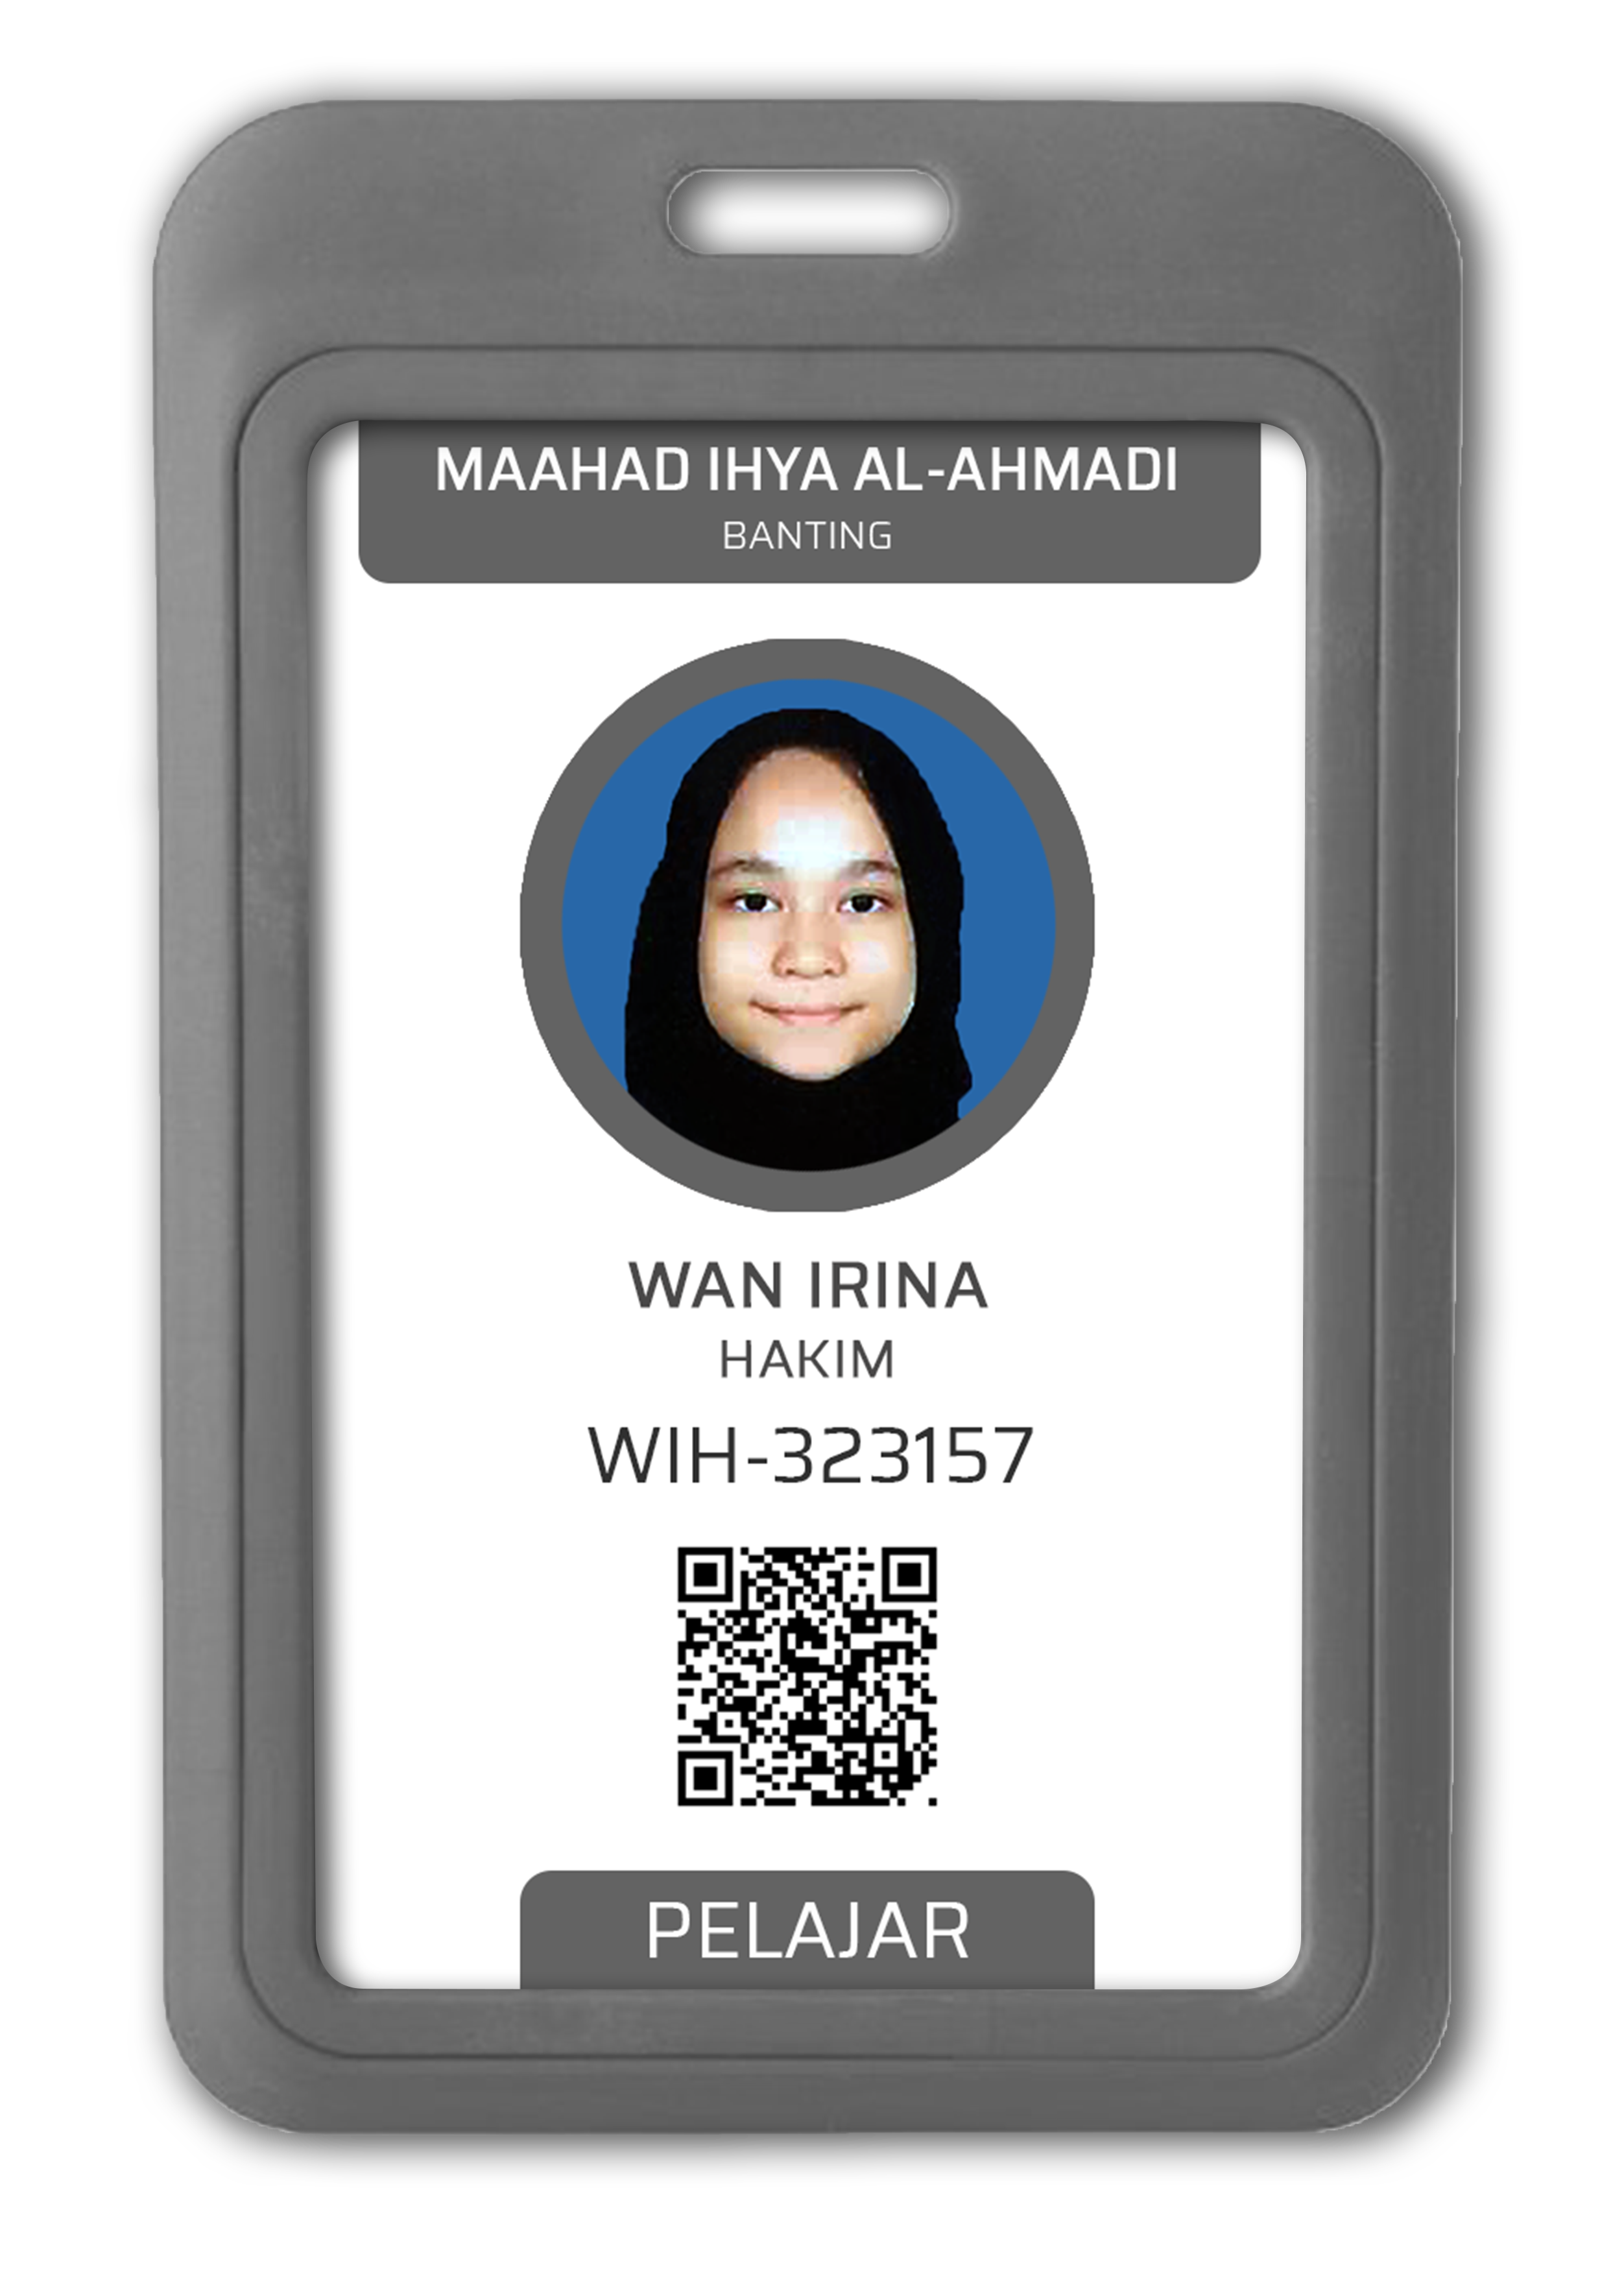 MAAHAD IHYA AL-AHMADI
BANTING
WAN IRINA
HAKIM
WIH-323157
PELAJAR